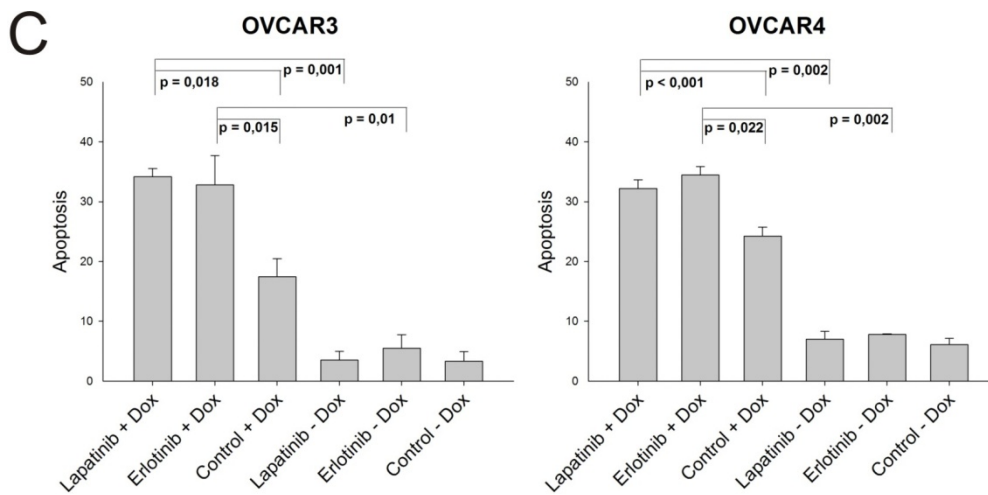 C
OVCAR3
p = 0,001
p = 0,018
p = 0,01
p = 0,015
50
40
30
20
10
0
Apoptosis
Lapatinib + Dox
Erlotinib + Dox
Control + Dox
Lapatinib - Dox
Erlotinib - Dox
Control - Dox
OVCAR4
p = 0,002
p < 0,001
p = 0,002
p = 0,022
50
40
30
20
10
0
Apoptosis
Lapatinib + Dox
Erlotinib + Dox
Control + Dox
Lapatinib - Dox
Erlotinib - Dox
Control - Dox